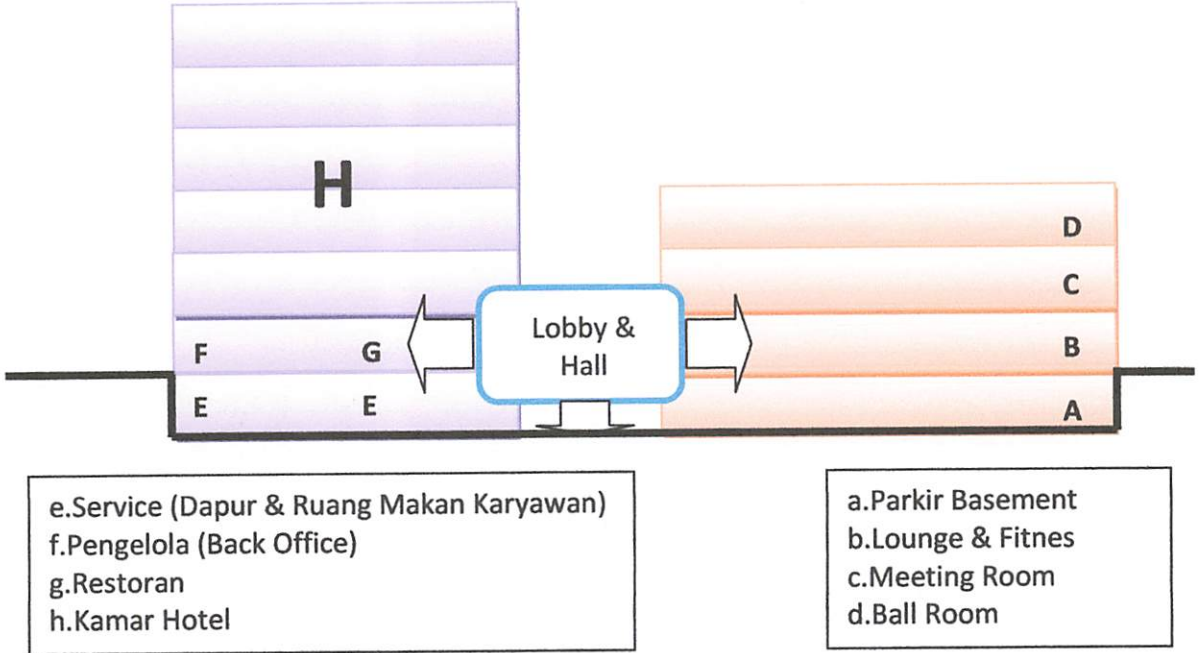 H
D
C
Lobby &
Hall
F G B
E E A
e.Service (Dapur & Ruang Makan Karyawan)
f.Pengelola (Back Office)
g.Restoran
h.Kamar Hotel
a.Parkir Basement
b.Lounge & Fitnes
c.Meeting Room
d.Ball Room